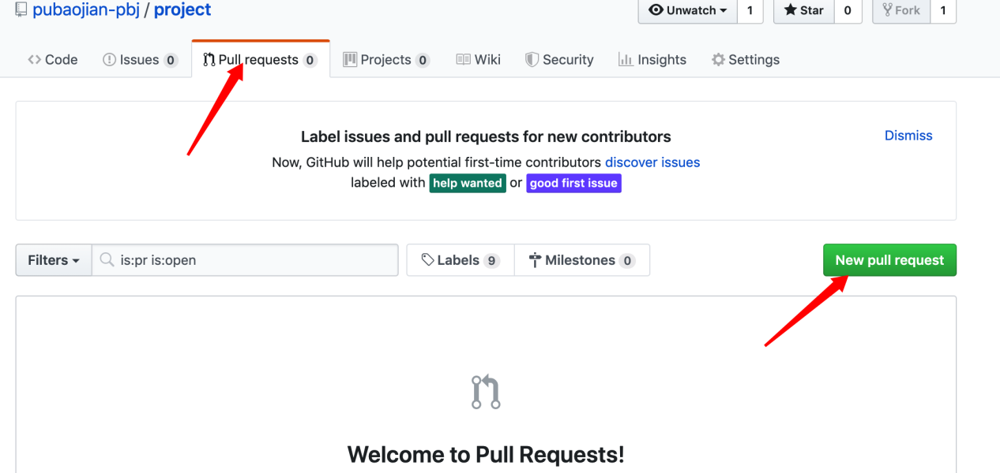 pubaojian-pbj / project
Unwatch 1 Star 0 Fork 1
Code Issues 0 Pull requests 0 Projects 0 Wiki Security Insights Settings
Label issues and pull requests for new contributors
Dismiss
Now, GitHub will help potential first-time contributors discover issues
labeled with help wanted or good first issue
Filters is:pr is:open Labels 9 Milestones 0 New pull request
Welcome to Pull Requests!